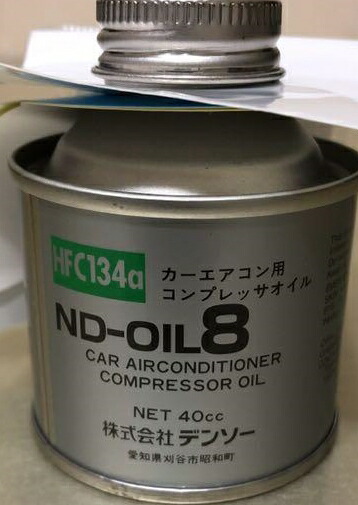 HFC134a
カーエアコン用
コンプレッサオイル
ND-OIL8
CAR AIRCONDITIONER
COMPRESSOR OIL
NET 40cc
株式会社 デンソー
愛知県刈谷市昭和町